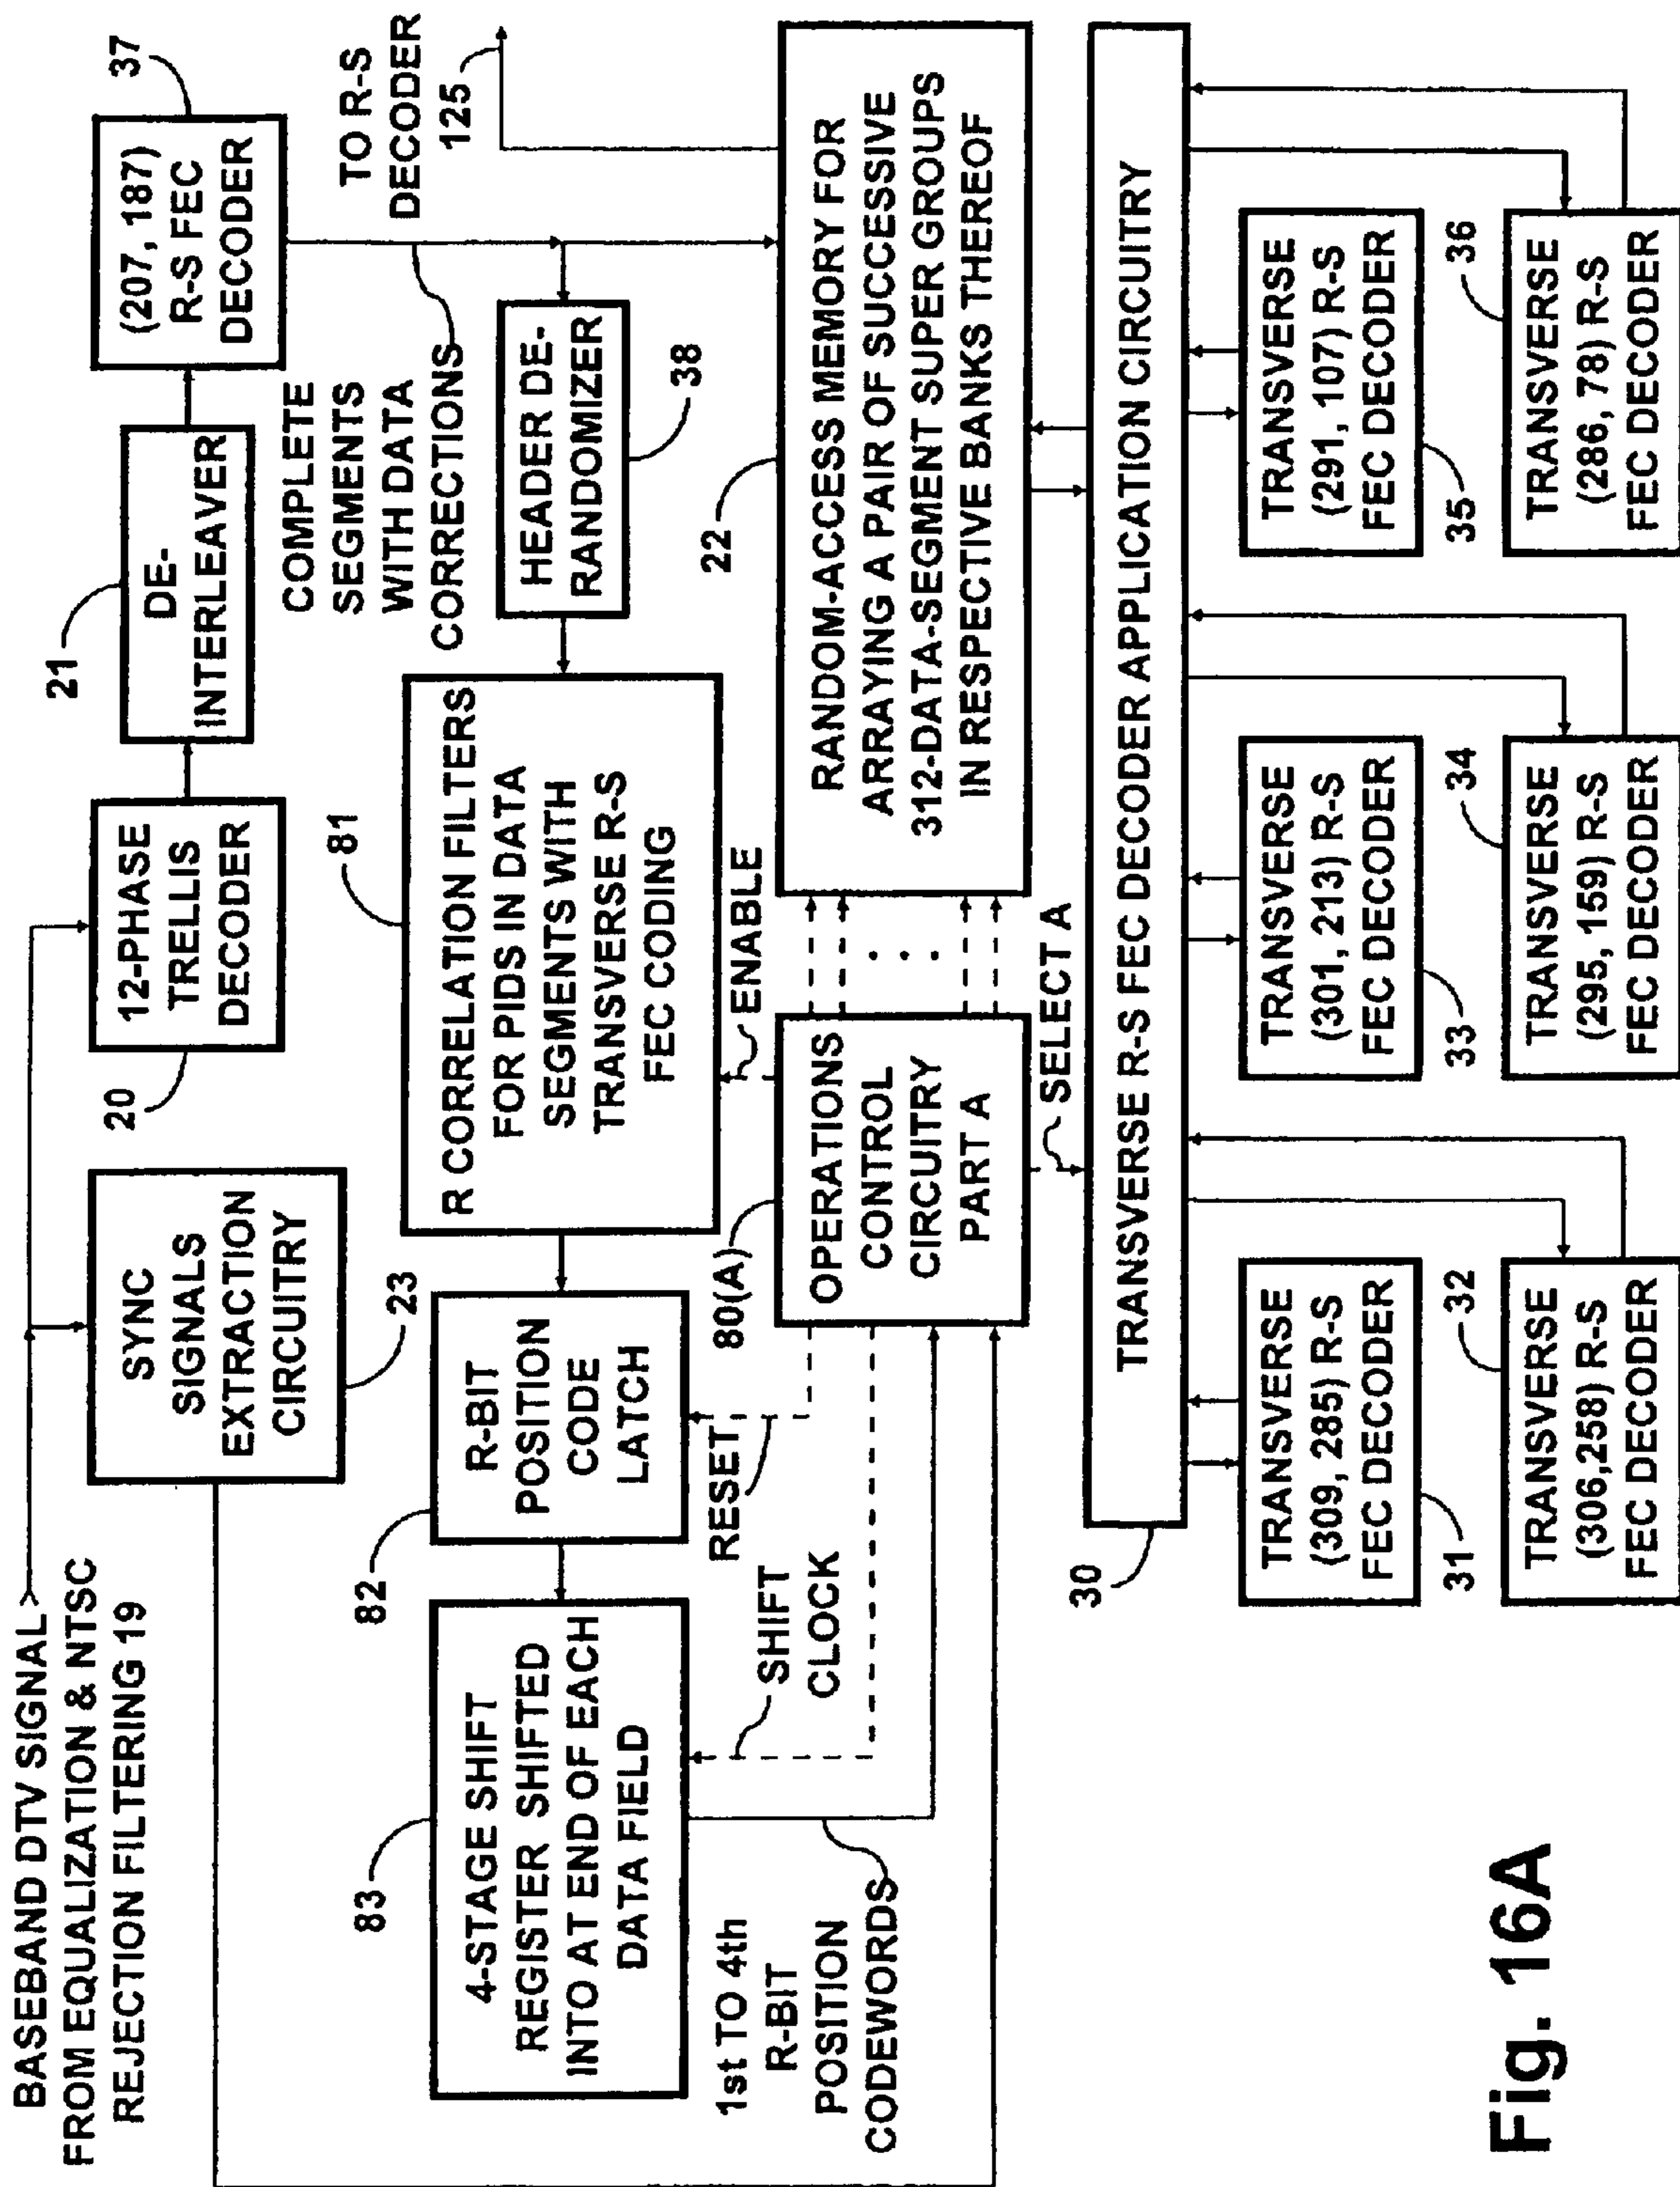 BASEBAND DTV SIGNAL
FROM EQUALIZATION & NTSC
REJECTION FILTERING 19
SYNC
SIGNALS
EXTRACTION
CIRCUITRY
23
12-PHASE
TRELLIS
DECODER
20
DE-
INTERLEAVER
21
(207, 187)
R-S FEC
DECODER
37
COMPLETE
SEGMENTS
WITH DATA
CORRECTIONS
TO R-S
DECODER
125
HEADER DE-
RANDOMIZER
38
R CORRELATION FILTERS
FOR PIDS IN DATA
SEGMENTS WITH
TRANSVERSE R-S
FEC CODING
81
R-BIT
POSITION
CODE
LATCH
82
4-STAGE SHIFT
REGISTER SHIFTED
INTO AT END OF EACH
DATA FIELD
83
1st TO 4th
R-BIT
POSITION
CODEWORDS
SHIFT
CLOCK
RESET
ENABLE
80(A)
OPERATIONS
CONTROL
CIRCUITRY
PART A
SELECT A
22
RANDOM-ACCESS MEMORY FOR
ARRAYING A PAIR OF SUCCESSIVE
312-DATA-SEGMENT SUPER GROUPS
IN RESPECTIVE BANKS THEREOF
30
TRANSVERSE R-S FEC DECODER APPLICATION CIRCUITRY
TRANSVERSE
(309, 285) R-S
FEC DECODER
31
TRANSVERSE
(306,258) R-S
FEC DECODER
32
TRANSVERSE
(301, 213) R-S
FEC DECODER
33
TRANSVERSE
(295, 159) R-S
FEC DECODER
34
TRANSVERSE
(291, 107) R-S
FEC DECODER
35
TRANSVERSE
(286, 78) R-S
FEC DECODER
36
Fig. 16A